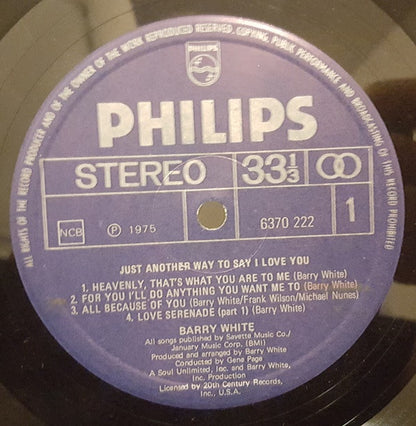 ALL RIGHTS OF THE RECORD PRODUCER AND OF THE OWNER OF THE WORK REPRODUCED RESERVED. COPYING, PUBLIC PERFORMANCE AND BROADCASTING OF THIS RECORD PROHIBITED
PHILIPS
PHILIPS
STEREO 33⅓
NCB ℗ 1975 6370 222 1
JUST ANOTHER WAY TO SAY I LOVE YOU
1. HEAVENLY, THAT'S WHAT YOU ARE TO ME (Barry White)
2. FOR YOU I'LL DO ANYTHING YOU WANT ME TO (Barry White)
3. ALL BECAUSE OF YOU (Barry White/Frank Wilson/Michael Nunes)
4. LOVE SERENADE (part 1) (Barry White)
BARRY WHITE
All songs published by Savette Music Co./
January Music Corp. (BMI)
Produced and arranged by Barry White
Conducted by Gene Page
A Soul Unlimited, Inc. and Barry White,
Inc. Production
Licensed by 20th Century Records,
Inc., U.S.A.